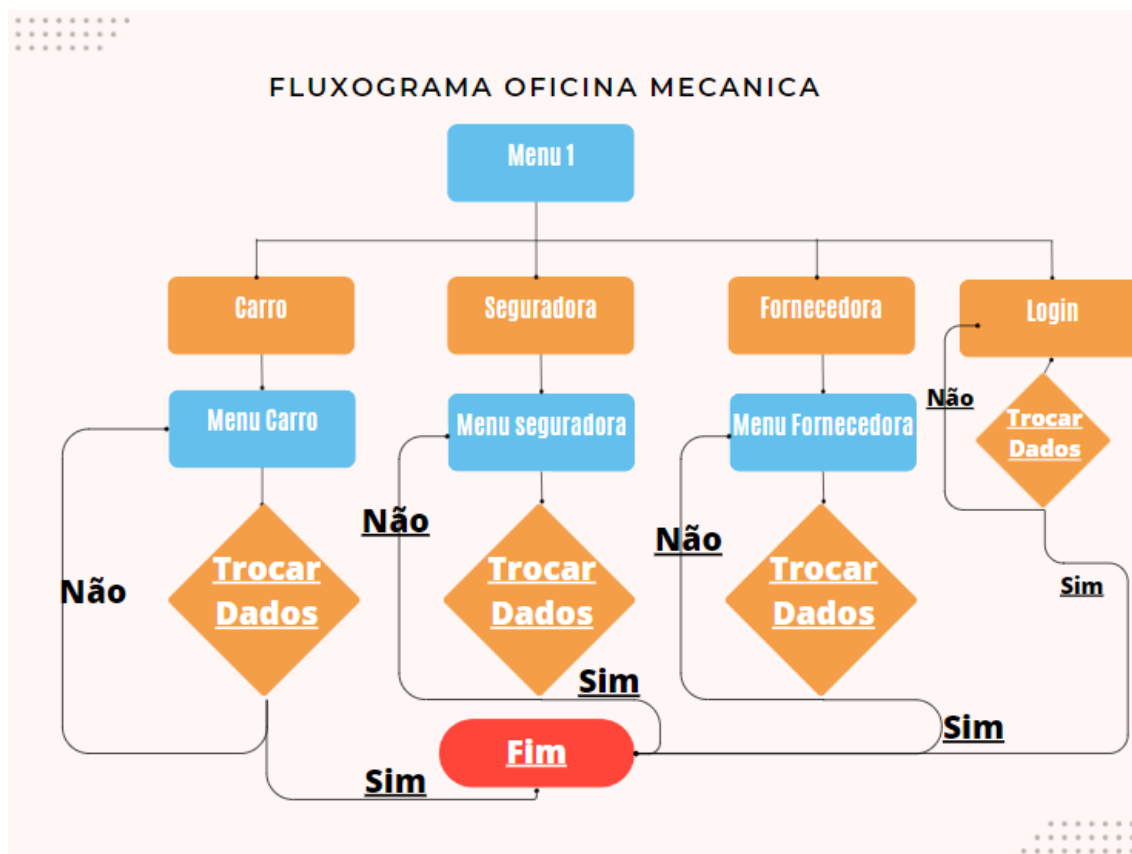 FLUXOGRAMA OFICINA MECANICA
Menu 1
Carro
Seguradora
Fornecedora
Login
Menu Carro
Menu seguradora
Menu Fornecedora
Não
Trocar
Dados
Não
Não
Não
Trocar
Dados
Trocar
Dados
Trocar
Dados
Sim
Sim
Sim
Fim
Sim